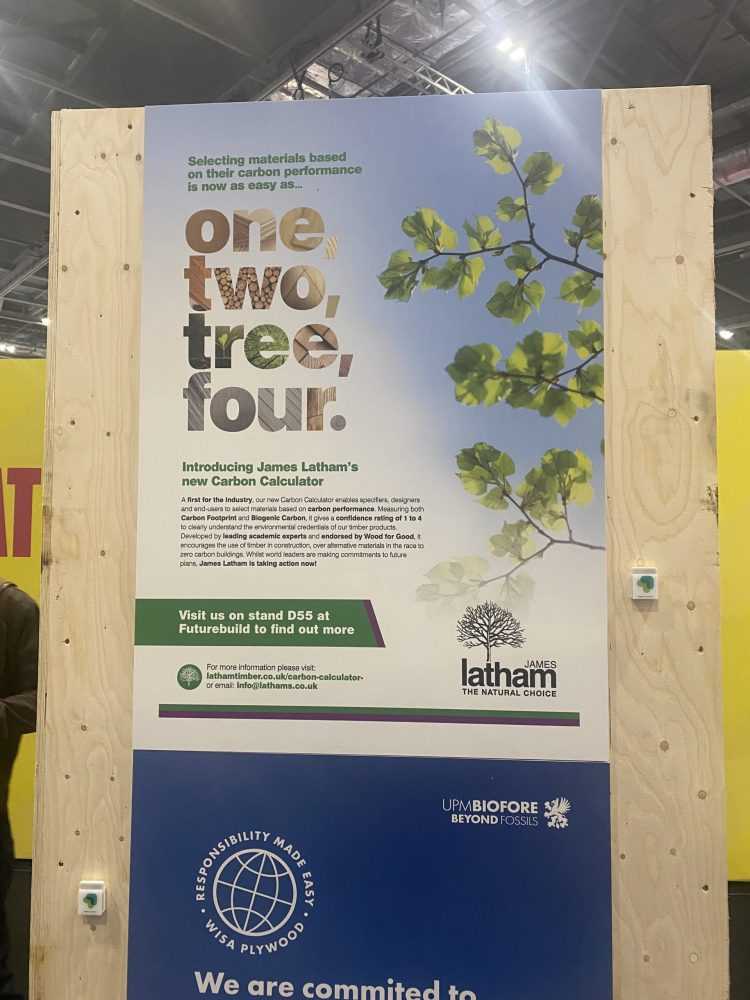 Selecting materials based
on their carbon performance
is now as easy as...
one,
two,
tree,
four.
Introducing James Latham's
new Carbon Calculator
A first for the industry, our new Carbon Calculator enables specifiers, designers
and end-users to select materials based on carbon performance. Measuring both
Carbon Footprint and Biogenic Carbon, it gives a confidence rating of 1 to 4
to clearly understand the environmental credentials of our timber products.
Developed by leading academic experts and endorsed by Wood for Good, it
encourages the use of timber in construction, over alternative materials in the race to
zero carbon buildings. Whilst world leaders are making commitments to future
plans, James Latham is taking action now!
Visit us on stand D55 at
Futurebuild to find out more
For more information please visit:
lathamtimber.co.uk/carbon-calculator-
or email: info@lathams.co.uk
JAMES
latham
THE NATURAL CHOICE
AT
UPMBIOFORE
BEYONDFOSSILS
RESPONSIBILITY MADE EASY
WISA PLYWOOD
We are commited to